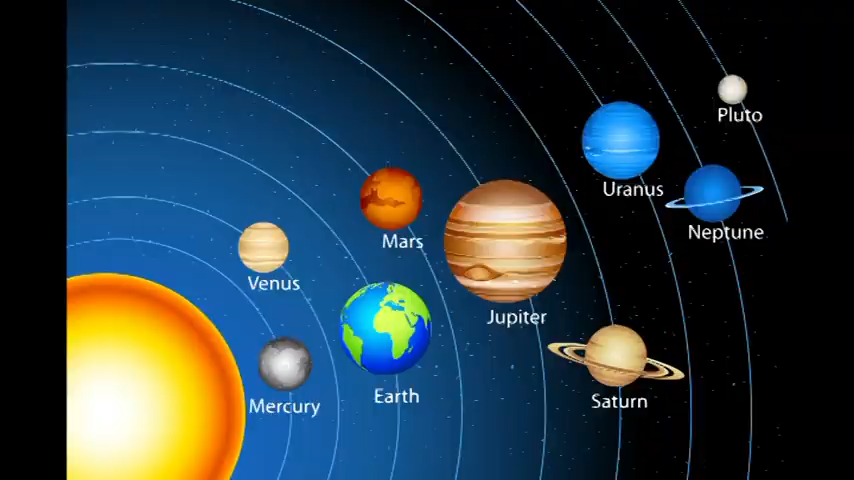 Pluto
Uranus
Neptune
Mars
Venus
Jupiter
Earth
Saturn
Mercury